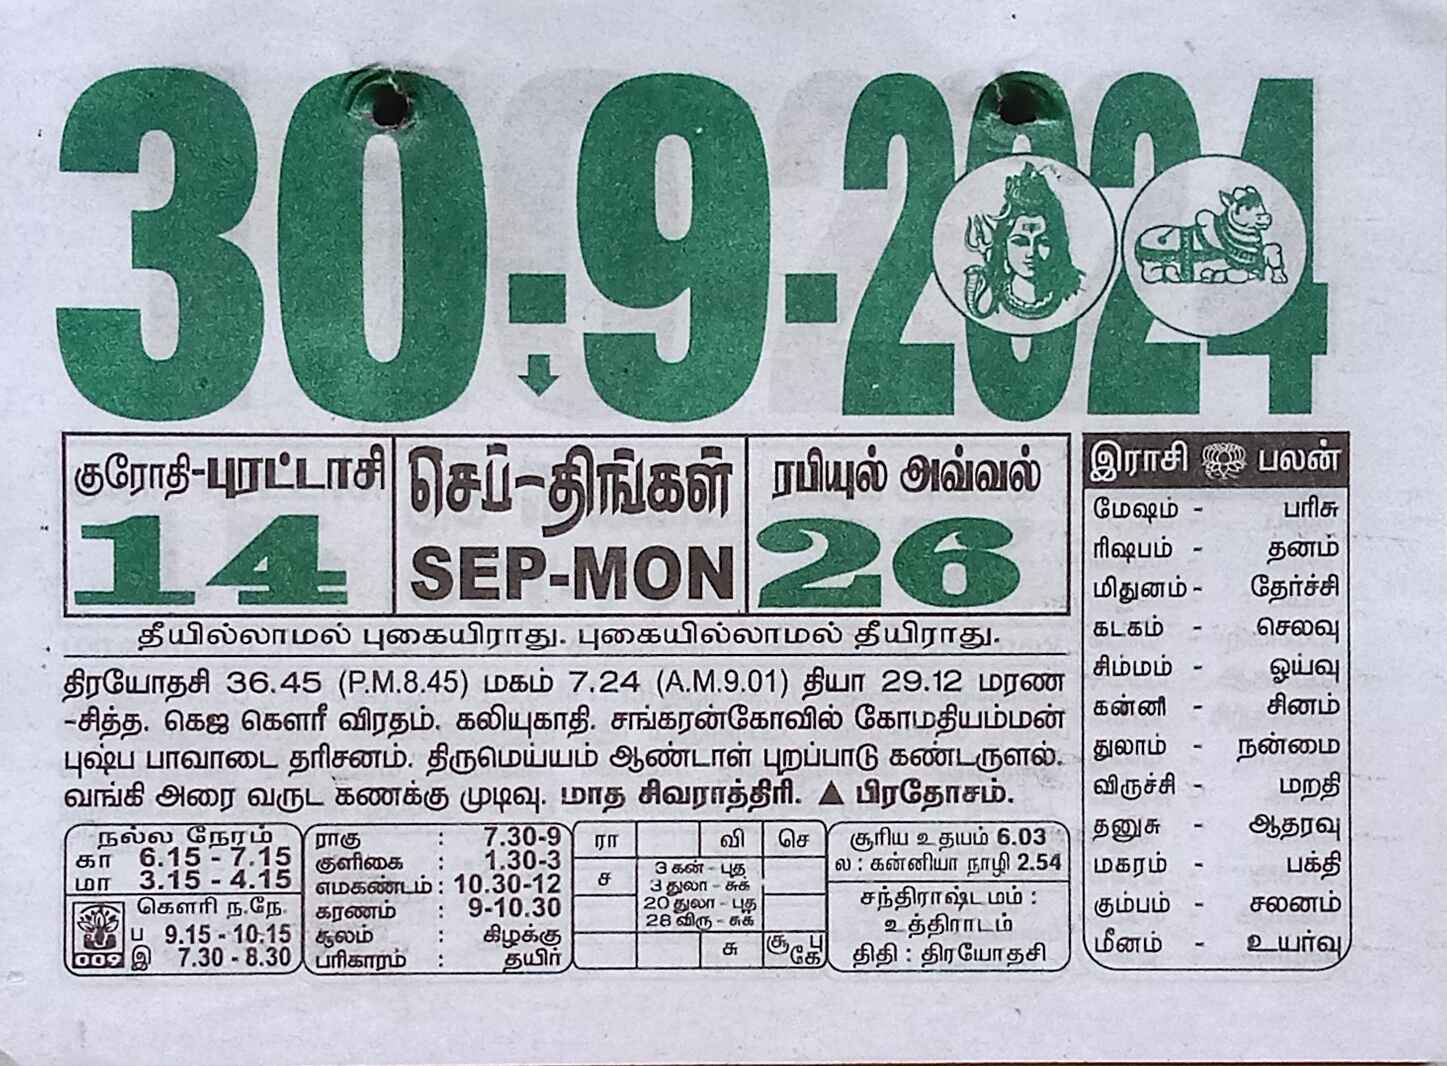 30-9-2024
குரோதி-புரட்டாசி
14
செப்-திங்கள்
SEP-MON
ரபியுல் அவ்வல்
26
தீயில்லாமல் புகையிராது. புகையில்லாமல் தீயிராது.
திரயோதசி 36.45 (P.M.8.45) மகம் 7.24 (A.M.9.01) தியா 29.12 மரண
-சித்த. கெஜ கௌரீ விரதம். கலியுகாதி. சங்கரன்கோவில் கோமதியம்மன்
புஷ்ப பாவாடை தரிசனம். திருமெய்யம் ஆண்டாள் புறப்பாடு கண்டருளல்.
வங்கி அரை வருட கணக்கு முடிவு. மாத சிவராத்திரி. ▲ பிரதோசம்.
நல்ல நேரம்
கா 6.15 - 7.15
மா 3.15 - 4.15
கௌரி ந.நே.
ப 9.15 - 10.15
இ 7.30 - 8.30
009
ராகு : 7.30-9
குளிகை : 1.30-3
எமகண்டம் : 10.30-12
கரணம் : 9-10.30
சூலம் : கிழக்கு
பரிகாரம் : தயிர்
ரா வி செ
ச
3 கன் - புத
3 துலா - சுக்
20 துலா - புத
28 விரு - சுக்
சு சூ பு கே
சூரிய உதயம் 6.03
ல : கன்னியா நாழி 2.54
சந்திராஷ்டமம் :
உத்திராடம்
திதி : திரயோதசி
இராசி பலன்
மேஷம் - பரிசு
ரிஷபம் - தனம்
மிதுனம் - தேர்ச்சி
கடகம் - செலவு
சிம்மம் - ஓய்வு
கன்னி - சினம்
துலாம் - நன்மை
விருச்சி - மறதி
தனுசு - ஆதரவு
மகரம் - பக்தி
கும்பம் - சலனம்
மீனம் - உயர்வு